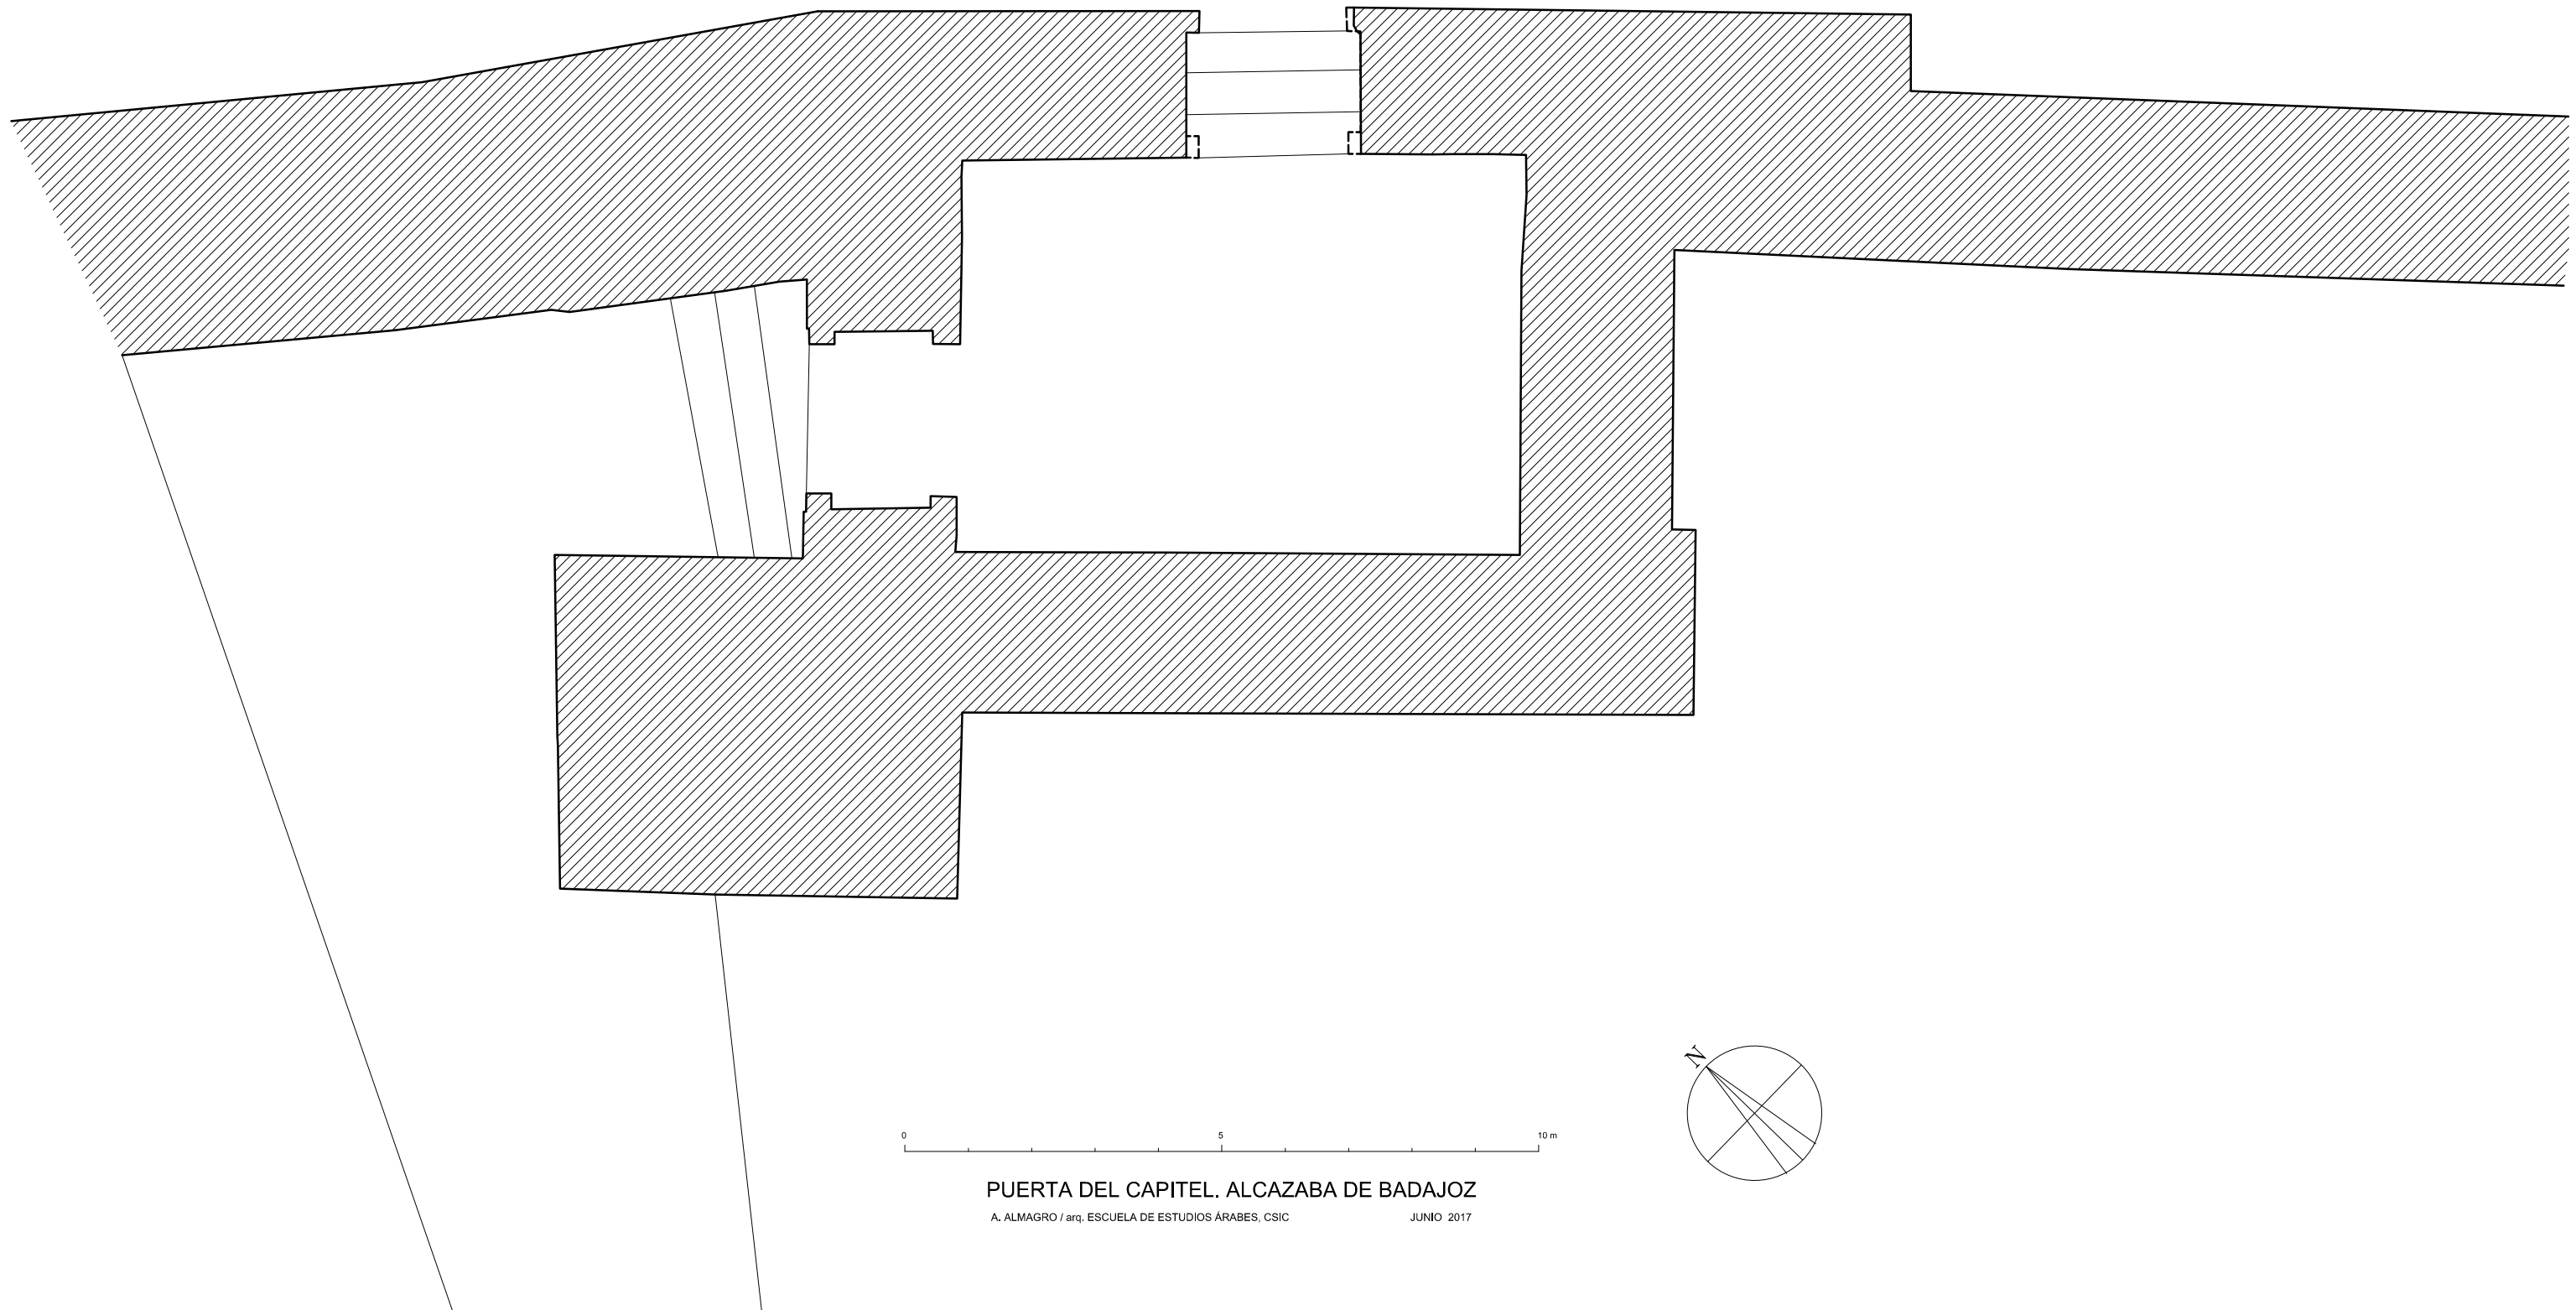 N
0 5 10 m
PUERTA DEL CAPITEL. ALCAZABA DE BADAJOZ
A. ALMAGRO / arq. ESCUELA DE ESTUDIOS ÁRABES, CSIC JUNIO 2017